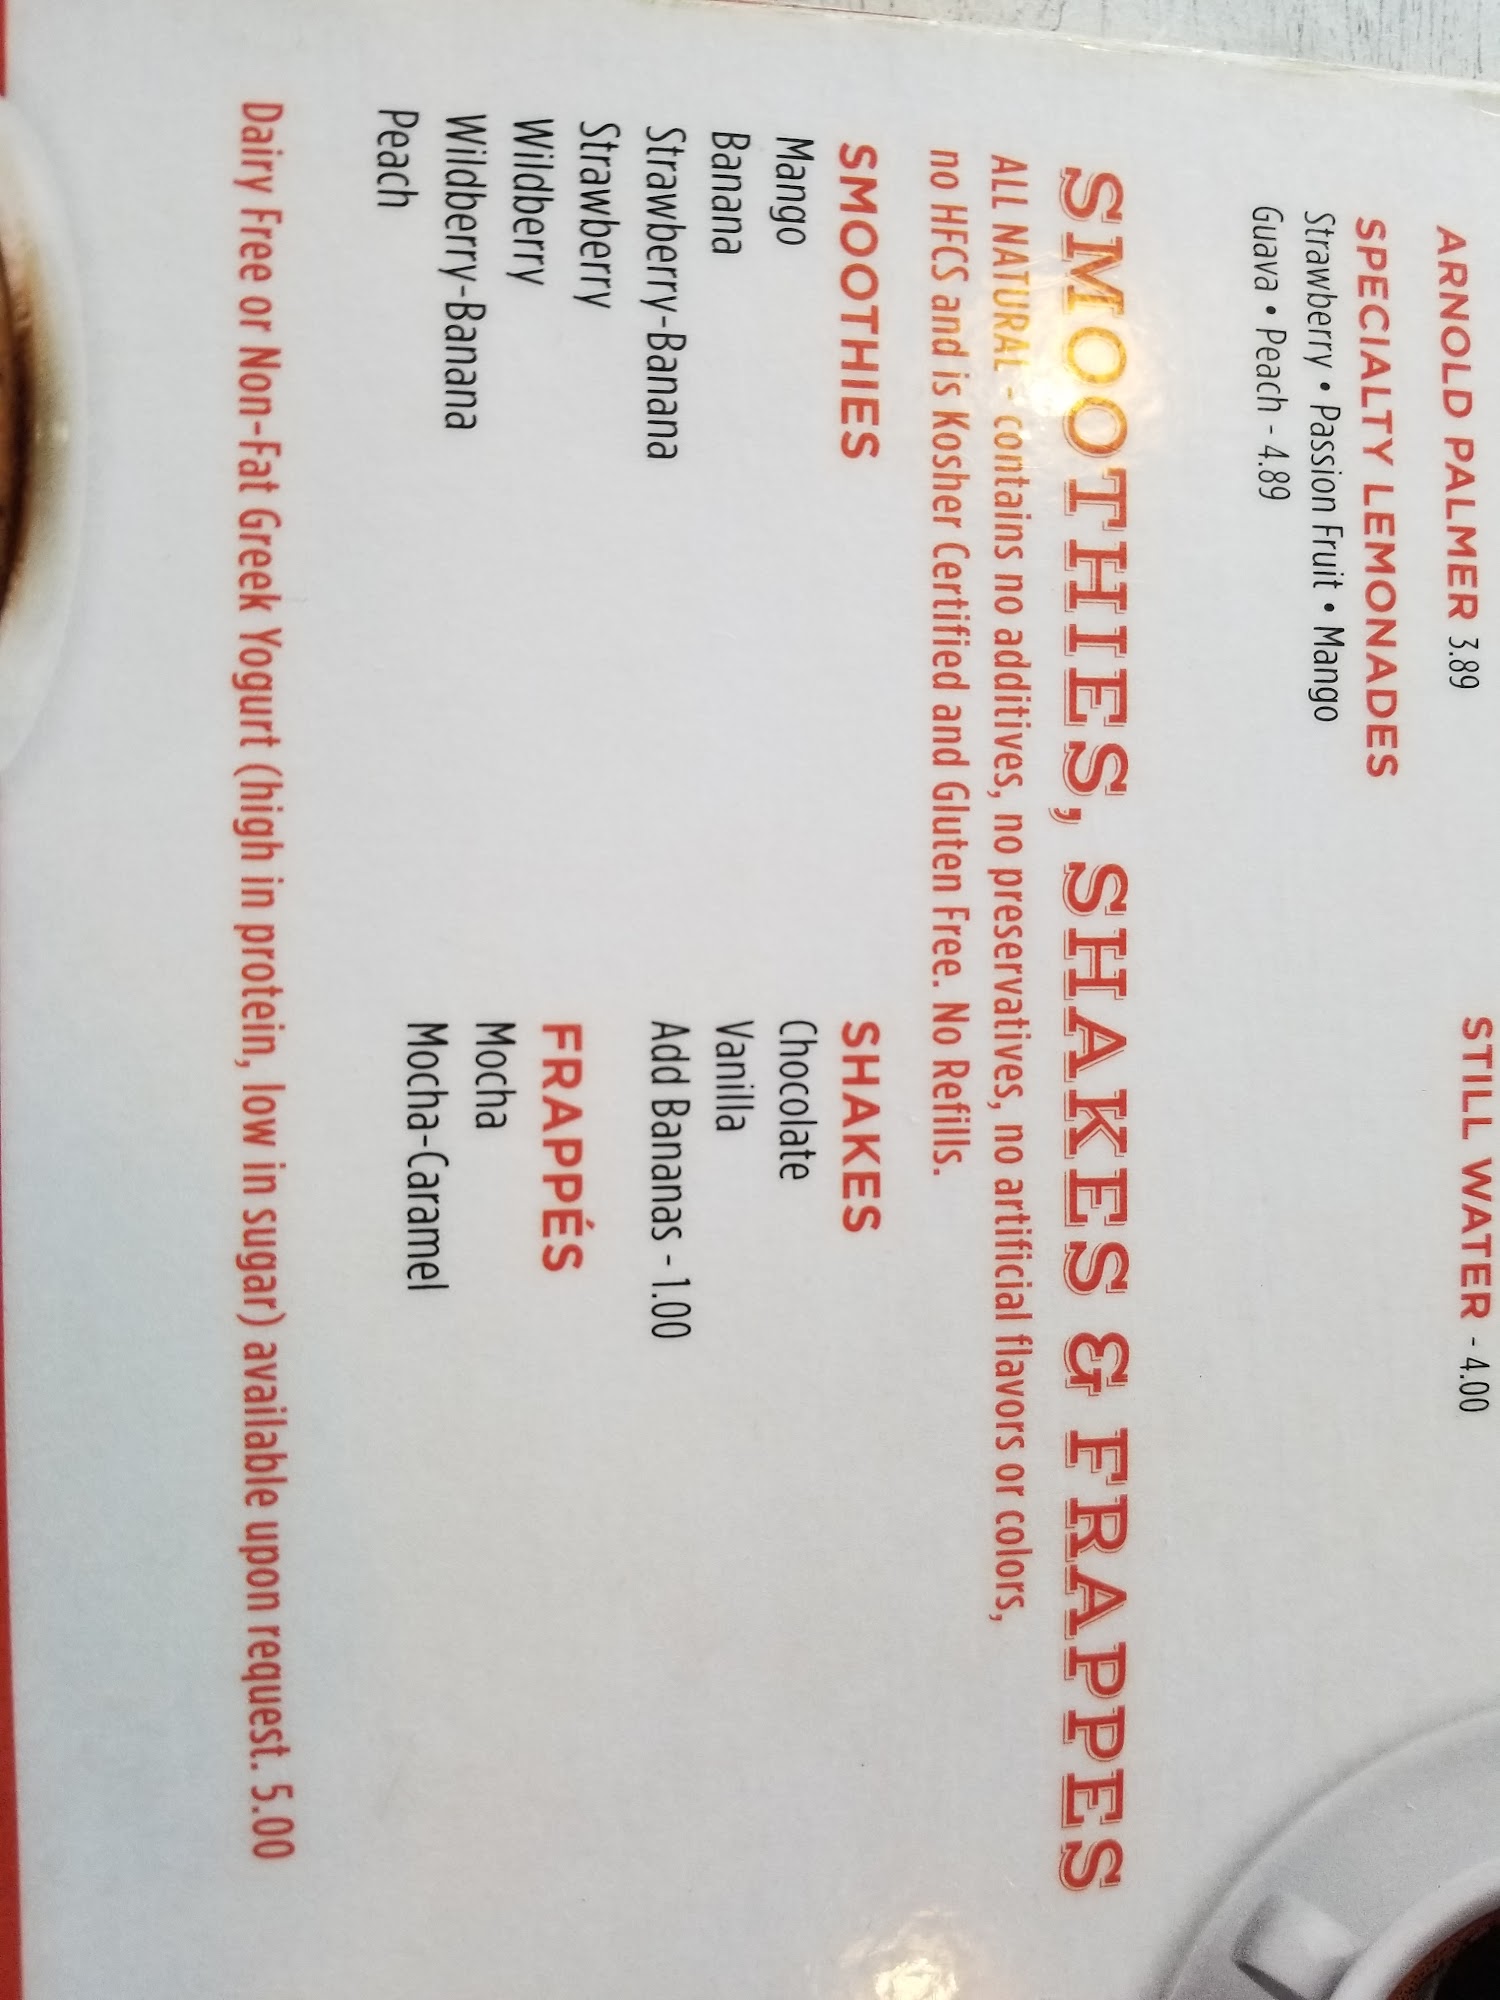 ARNOLD PALMER 3.89
SPECIALTY LEMONADES
Strawberry • Passion Fruit • Mango
Guava • Peach - 4.89
STILL WATER - 4.00
SMOOTHIES, SHAKES & FRAPPES
ALL NATURAL - contains no additives, no preservatives, no artificial flavors or colors,
no HFCS and is Kosher Certified and Gluten Free. No Refills.
SMOOTHIES
Mango
Banana
Strawberry-Banana
Strawberry
Wildberry
Wildberry-Banana
Peach
SHAKES
Chocolate
Vanilla
Add Bananas - 1.00
FRAPPÉS
Mocha
Mocha-Caramel
Dairy Free or Non-Fat Greek Yogurt (high in protein, low in sugar) available upon request. 5.00